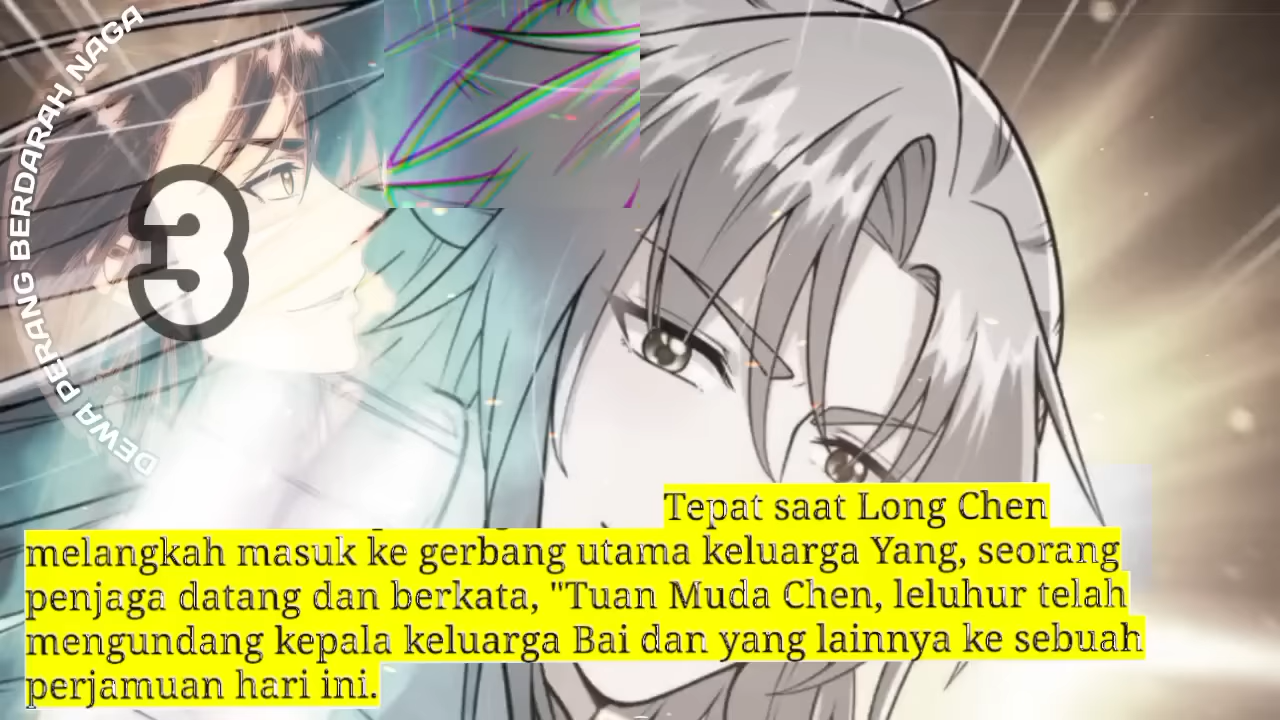 DEWA PERANG BERDARAH NAGA
3
Tepat saat Long Chen
melangkah masuk ke gerbang utama keluarga Yang, seorang
penjaga datang dan berkata, "Tuan Muda Chen, leluhur telah
mengundang kepala keluarga Bai dan yang lainnya ke sebuah
perjamuan hari ini.